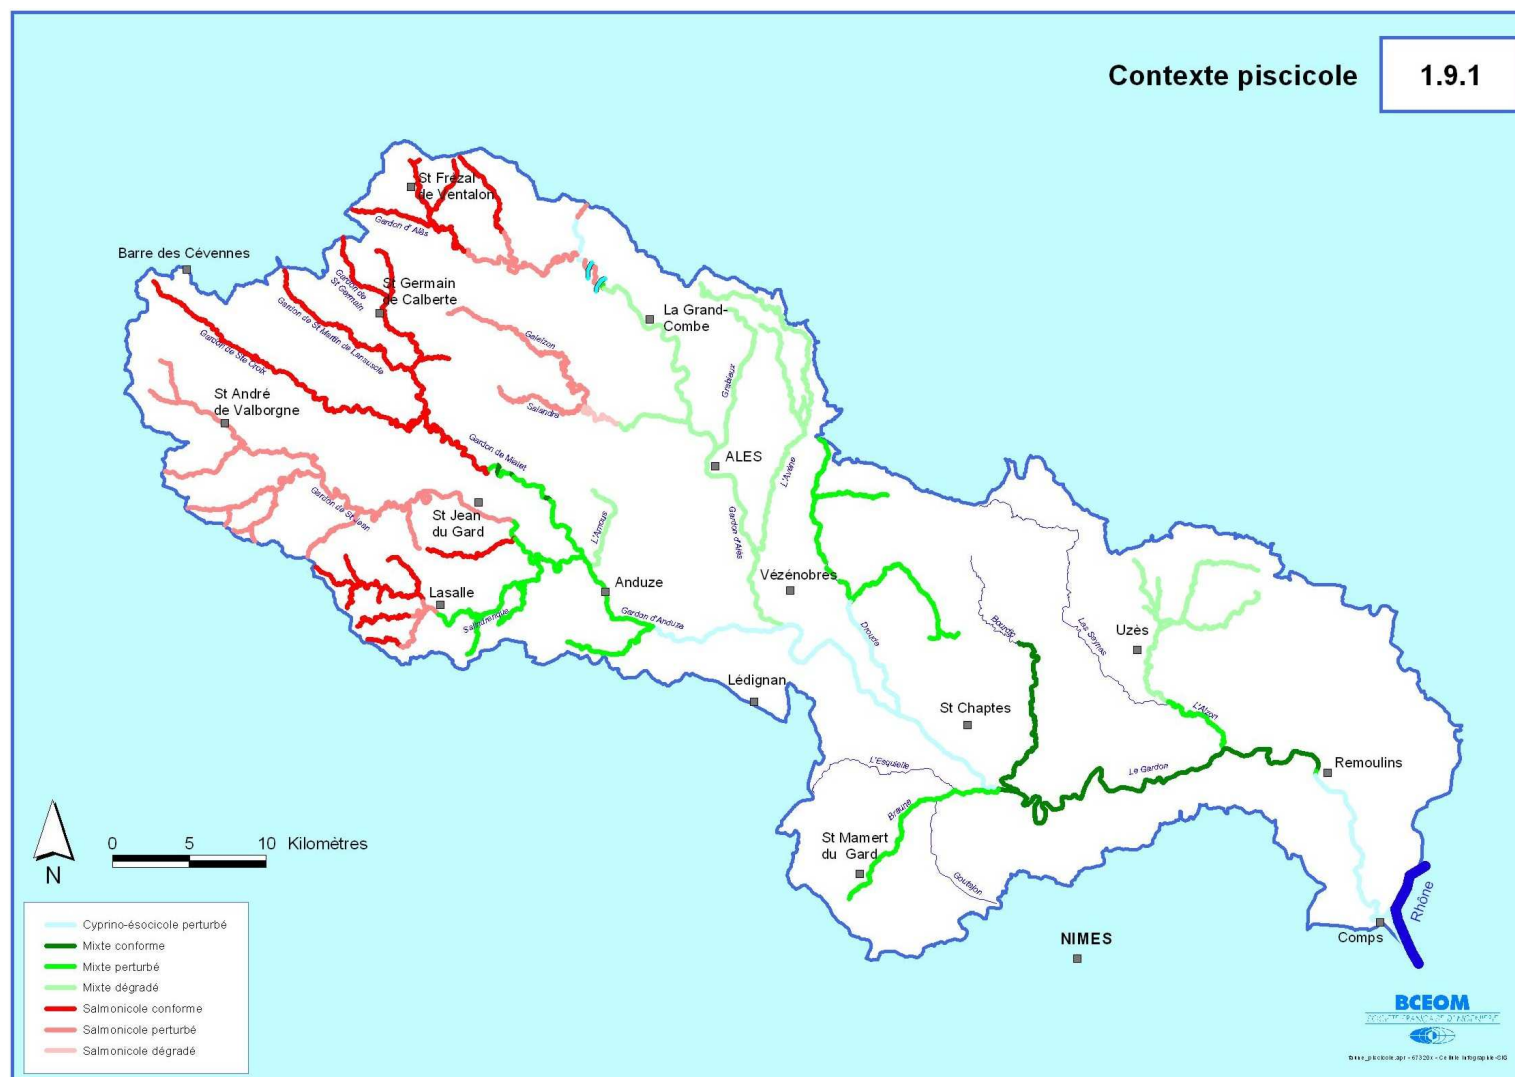 Contexte piscicole
1.9.1
St Frézal
de Ventalon
Gardon d'Alès
Barre des Cévennes
St Germain
de Calberte
Gardon de
St Germain
Gardon de St Martin de Lansuscle
Gardon de Ste Croix
La Grand-
Combe
Galeizon
Grabieux
St André
de Valborgne
Salandra
Gardon de Mialet
ALES
L'Avène
Gardon de St Jean
St Jean
du Gard
L'Amous
Gardon d'Alès
Vézénobres
Anduze
Lasalle
Salindrenque
Gardon d'Anduze
Droude
Bourdic
Les Seynes
Uzès
Lédignan
St Chaptes
L'Alzon
L'Esquielle
Le Gardon
Remoulins
Braune
St Mamert
du Gard
Goutajon
Rhône
Comps
NIMES
0 5 10 Kilomètres
N
Cyprino-ésocicole perturbé
Mixte conforme
Mixte perturbé
Mixte dégradé
Salmonicole conforme
Salmonicole perturbé
Salmonicole dégradé
BCEOM
SOCIÉTÉ FRANÇAISE D'INGÉNIERIE